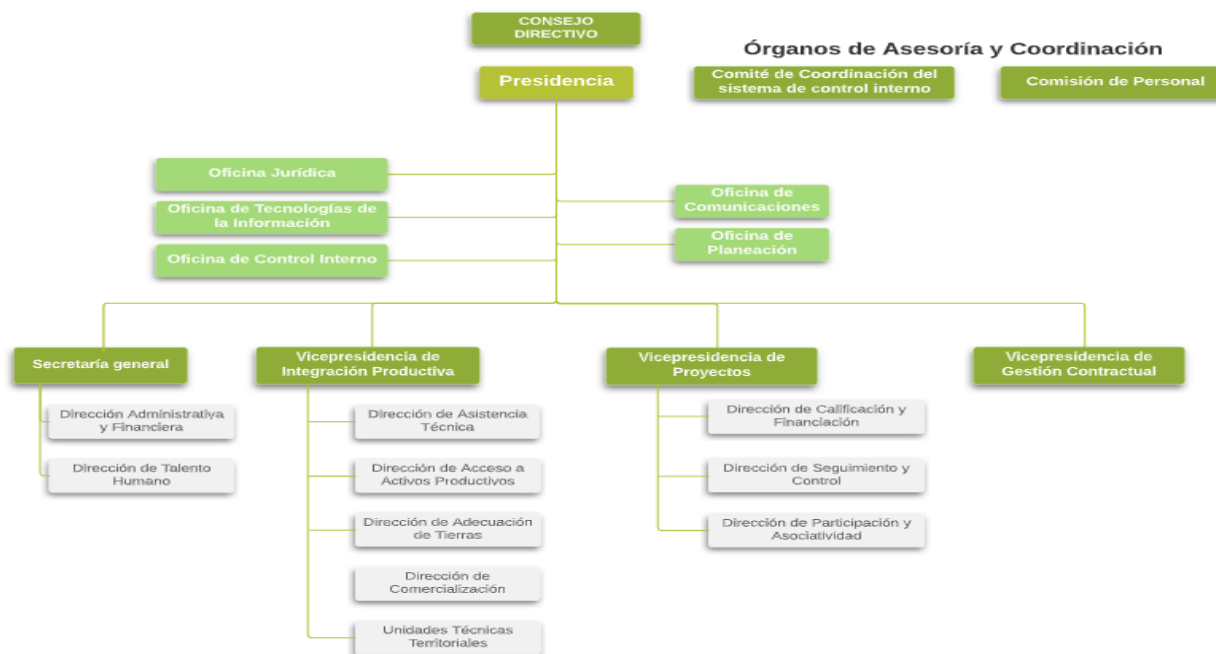 CONSEJO
DIRECTIVO
Órganos de Asesoría y Coordinación
Presidencia
Comité de Coordinación del
sistema de control interno
Comisión de Personal
Oficina Jurídica
Oficina de Tecnologías de
la Información
Oficina de Control Interno
Oficina de
Comunicaciones
Oficina de
Planeación
Secretaría general
Dirección Administrativa
y Financiera
Dirección de Talento
Humano
Vicepresidencia de
Integración Productiva
Dirección de Asistencia
Técnica
Dirección de Acceso a
Activos Productivos
Dirección de Adecuación
de Tierras
Dirección de
Comercialización
Unidades Técnicas
Territoriales
Vicepresidencia de
Proyectos
Dirección de Calificación y
Financiación
Dirección de Seguimiento y
Control
Dirección de Participación y
Asociatividad
Vicepresidencia de
Gestión Contractual